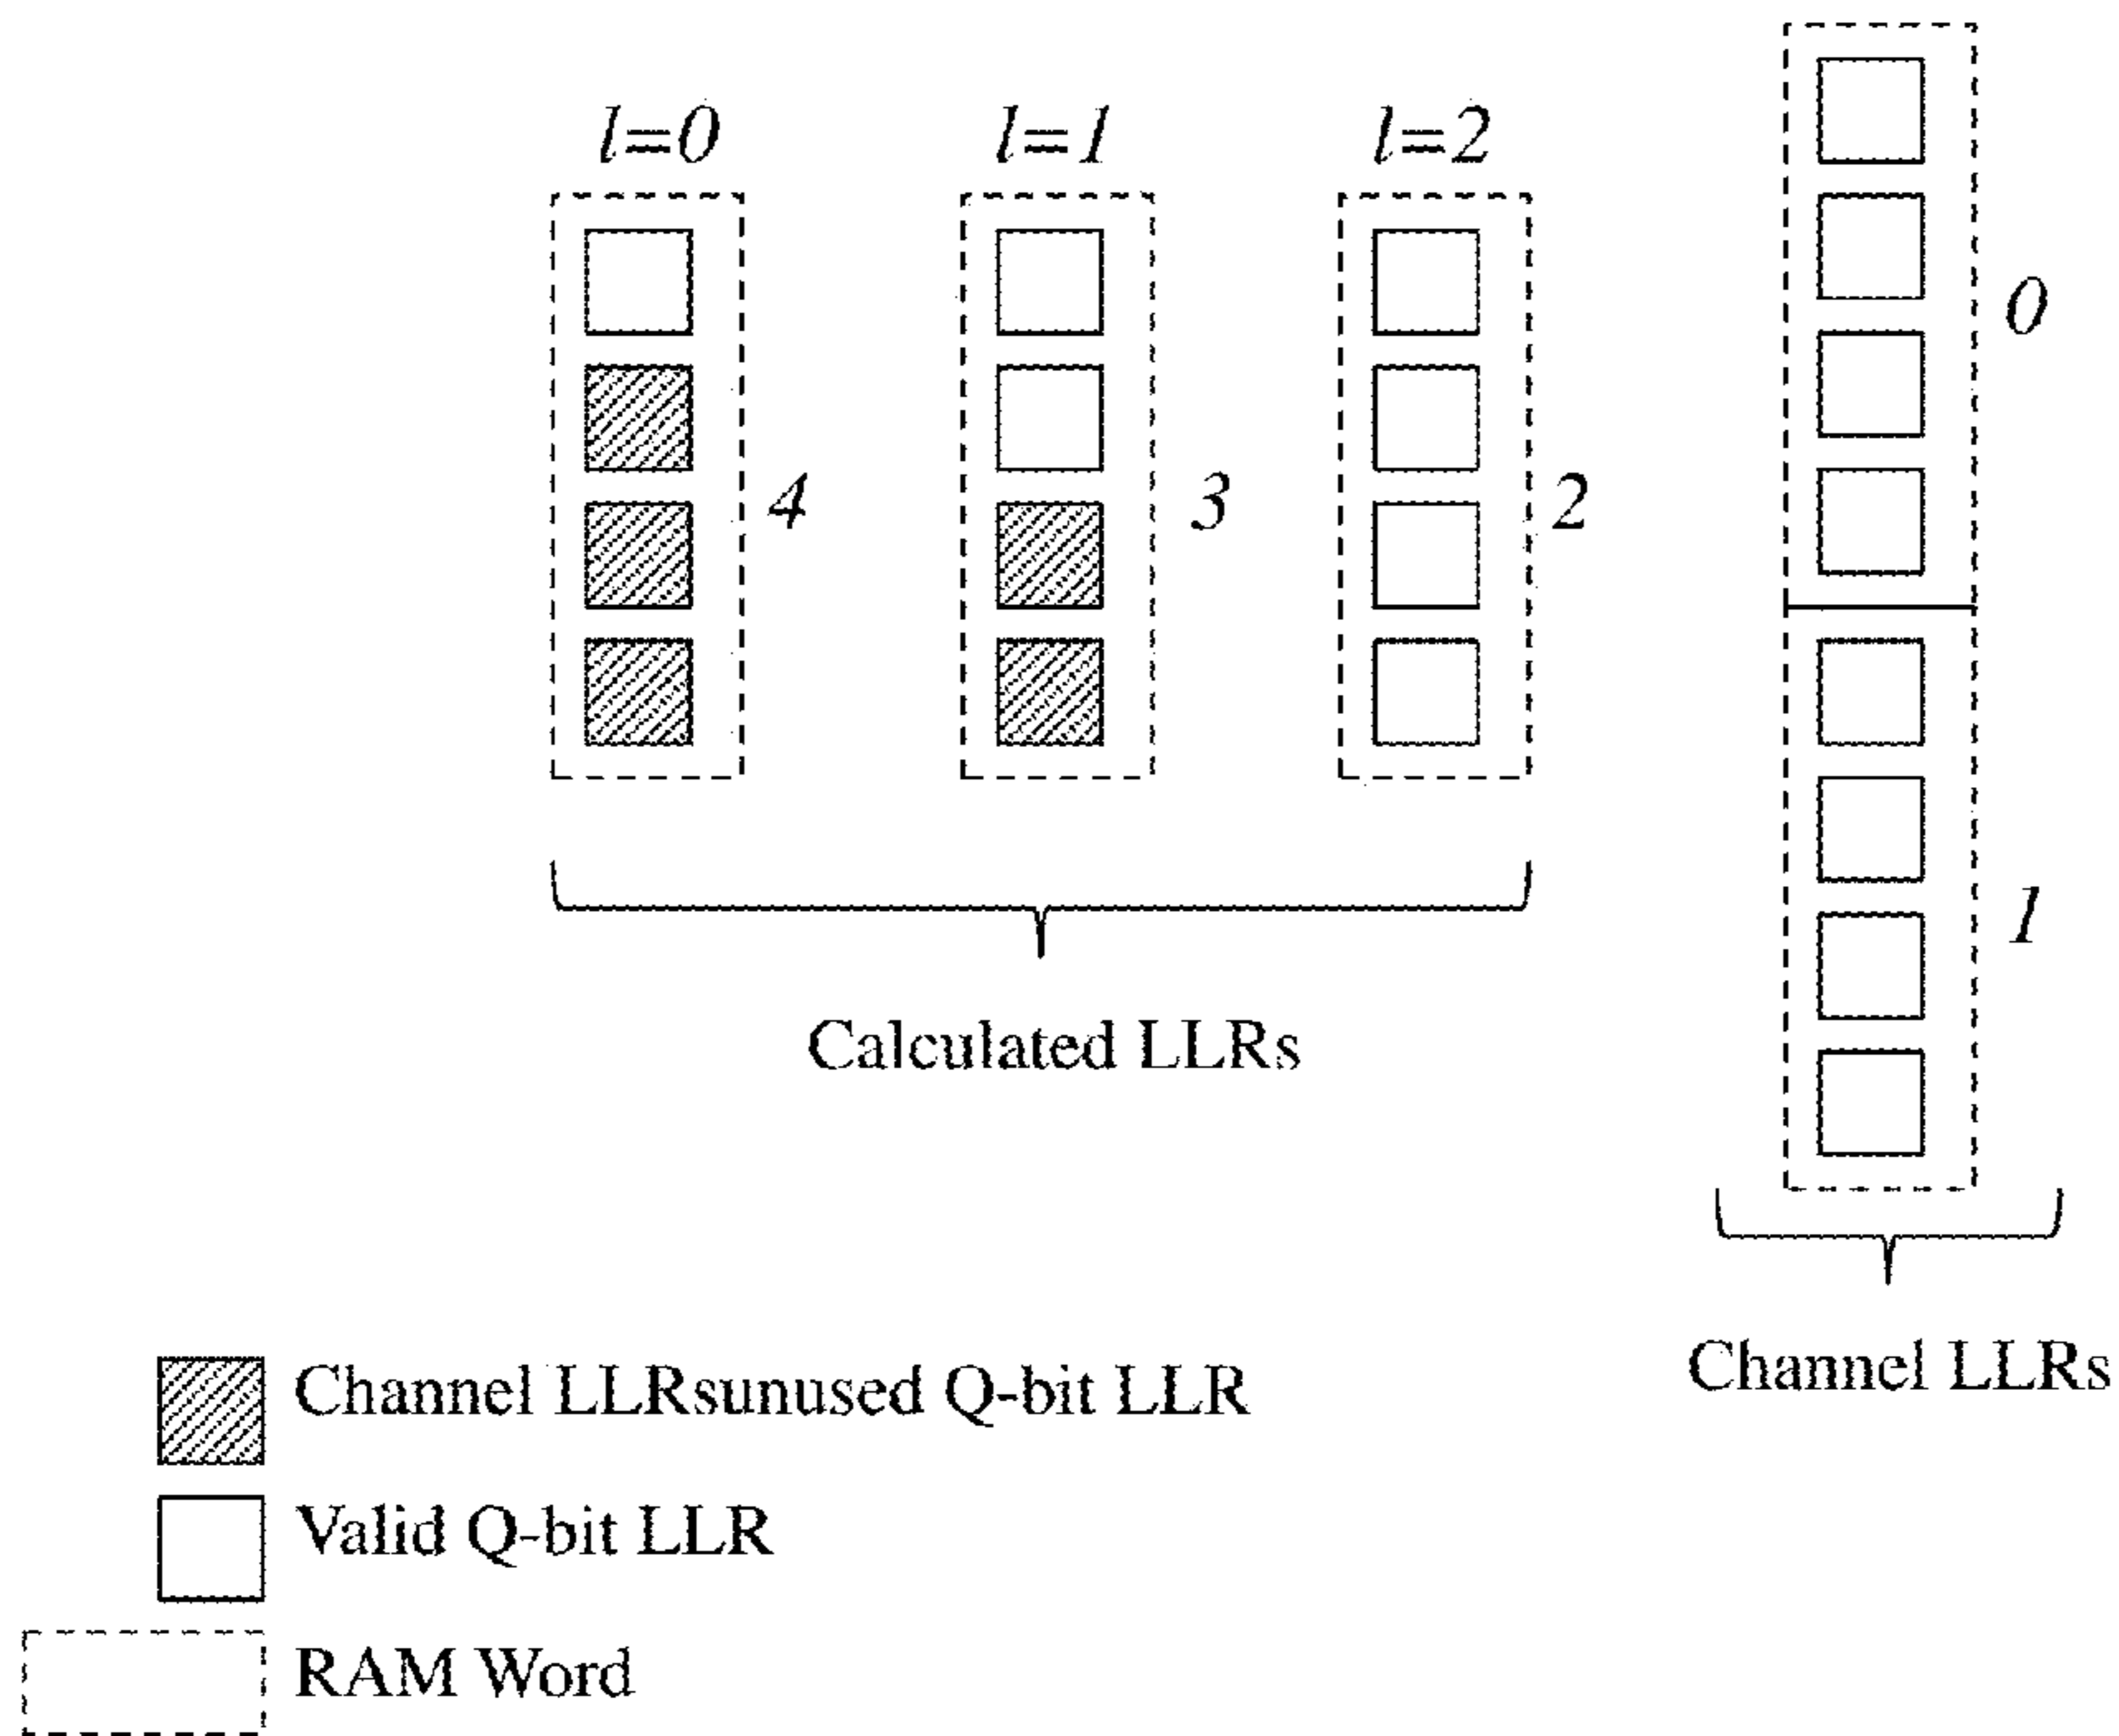 l=0 l=1 l=2
0
4 3 2
1
Calculated LLRs
Channel LLRs
Channel LLRsunused Q-bit LLR
Valid Q-bit LLR
RAM Word